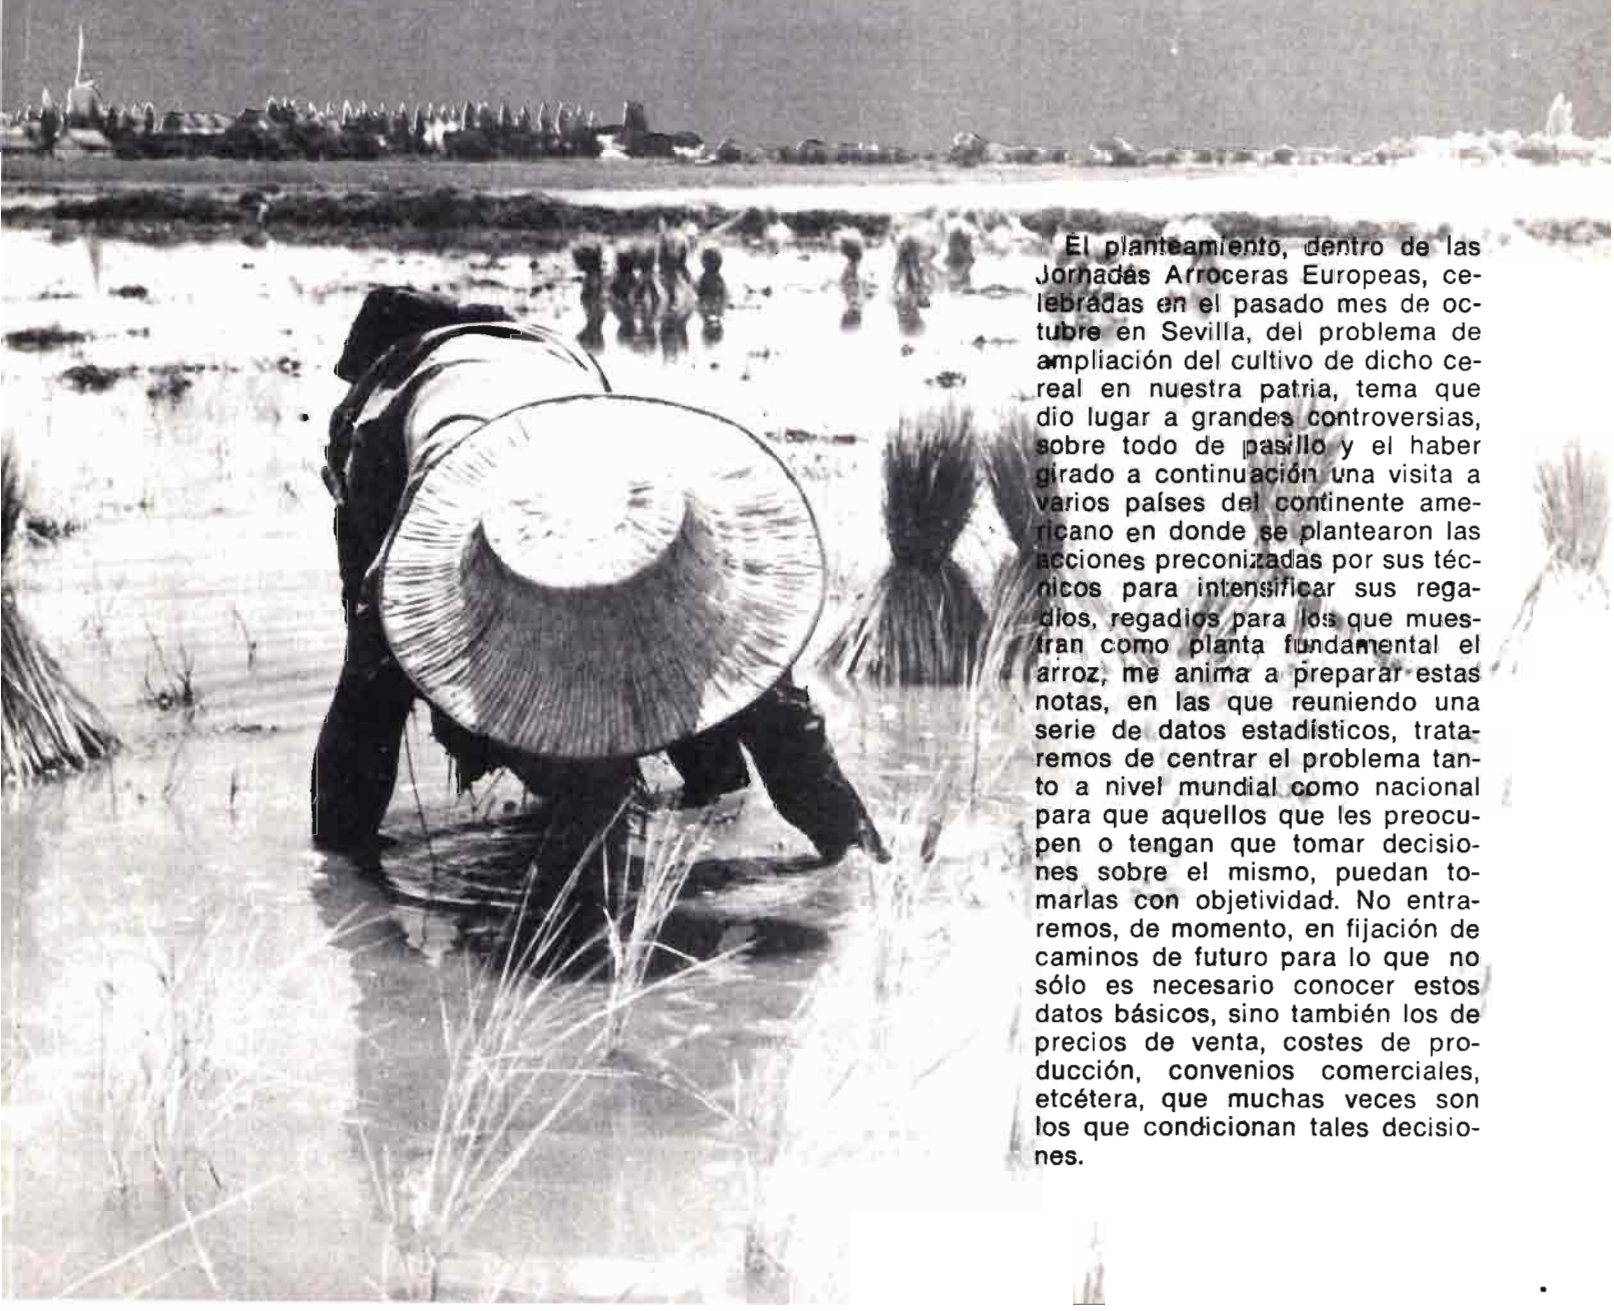 El planteamiento, dentro de las
Jornadas Arroceras Europeas, ce-
lebradas en el pasado mes de oc-
tubre en Sevilla, del problema de
ampliación del cultivo de dicho ce-
real en nuestra patria, tema que
dio lugar a grandes controversias,
sobre todo de pasillo y el haber
girado a continuación una visita a
varios países del continente ame-
ricano en donde se plantearon las
acciones preconizadas por sus téc-
nicos para intensificar sus rega-
díos, regadíos para los que mues-
tran como planta fundamental el
arroz, me anima a preparar estas
notas, en las que reuniendo una
serie de datos estadísticos, trata-
remos de centrar el problema tan-
to a nivel mundial como nacional
para que aquellos que les preocu-
pen o tengan que tomar decisio-
nes sobre el mismo, puedan to-
marlas con objetividad. No entra-
remos, de momento, en fijación de
caminos de futuro para lo que no
sólo es necesario conocer estos
datos básicos, sino también los de
precios de venta, costes de pro-
ducción, convenios comerciales,
etcétera, que muchas veces son
los que condicionan tales decisio-
nes.